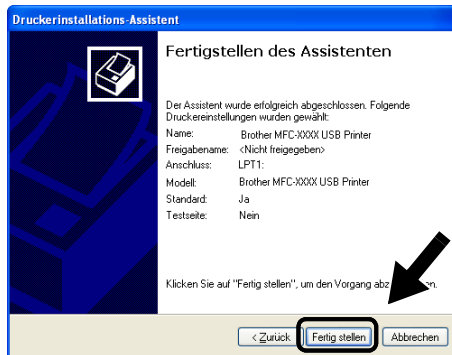 Druckerinstallations-Assistent
Fertigstellen des Assistenten
Der Assistent wurde erfolgreich abgeschlossen. Folgende
Druckereinstellungen wurden gewählt:
Name: Brother MFC-XXXX USB Printer
Freigabename: <Nicht freigegeben>
Anschluss: LPT1:
Modell: Brother MFC-XXXX USB Printer
Standard: Ja
Testseite: Nein
Klicken Sie auf "Fertig stellen", um den Vorgang
< Zurück Fertig stellen Abbrechen